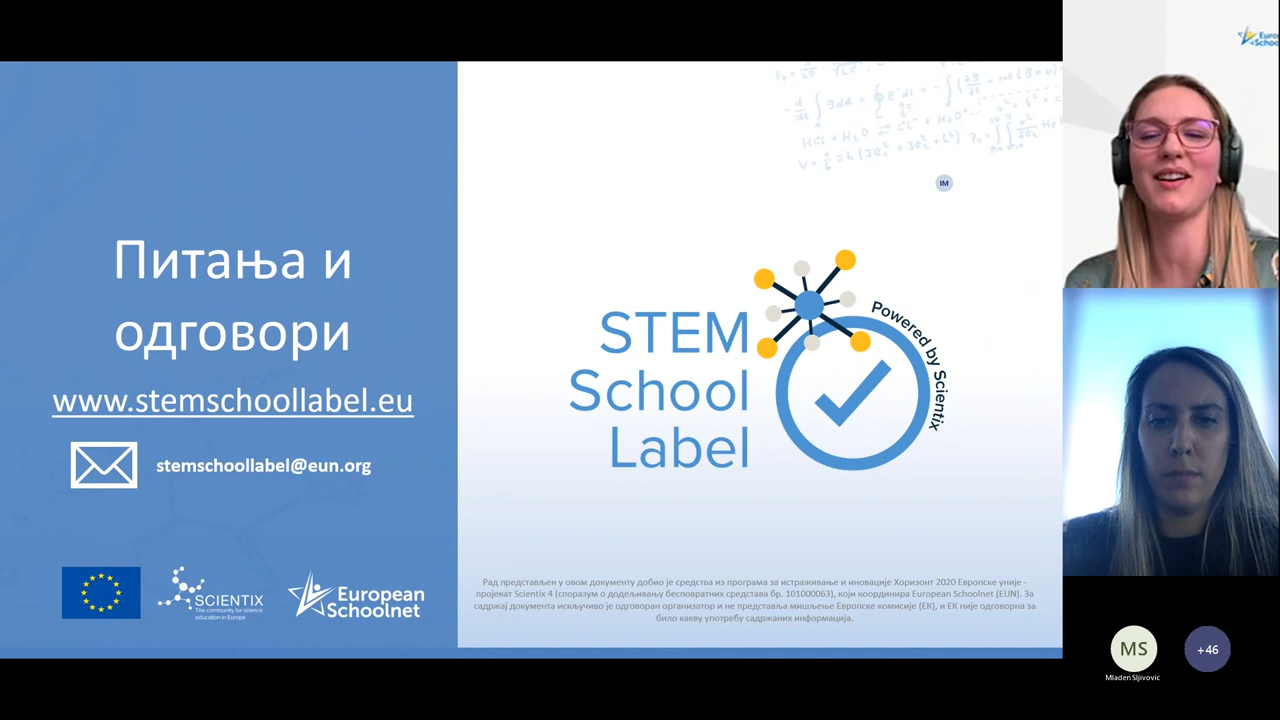 Питања и
одговори
www.stemschoollabel.eu
stemschoollabel@eun.org
SCIENTIX
The community for science
education in Europe
European
Schoolnet
IM
STEM
School
Label
Powered by Scientix
Рад представљен у овом документу добио је средства из програма за истраживање и иновације Хоризонт 2020 Европске уније -
пројекат Scientix 4 (споразум о додељивању бесповратних средстава бр. 101000063), који координира European Schoolnet (EUN). За
садржај документа искључиво је одговоран организатор и не представља мишљење Европске комисије (ЕК), и ЕК није одговорна за
било какву употребу садржаних информација.
MS
+46
Mladen Sljivovic